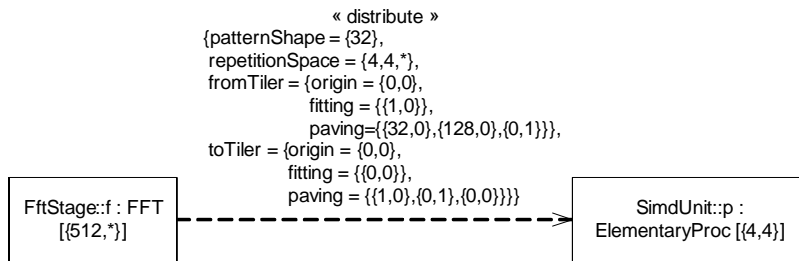 « distribute »
{patternShape = {32},
repetitionSpace = {4,4,*},
fromTiler = {origin = {0,0},
fitting = {{1,0}},
paving={{32,0},{128,0},{0,1}}},
toTiler = {origin = {0,0},
fitting = {{0,0}},
paving = {{1,0},{0,1},{0,0}}}}
FftStage::f : FFT
[{512,*}]
SimdUnit::p :
ElementaryProc [{4,4}]